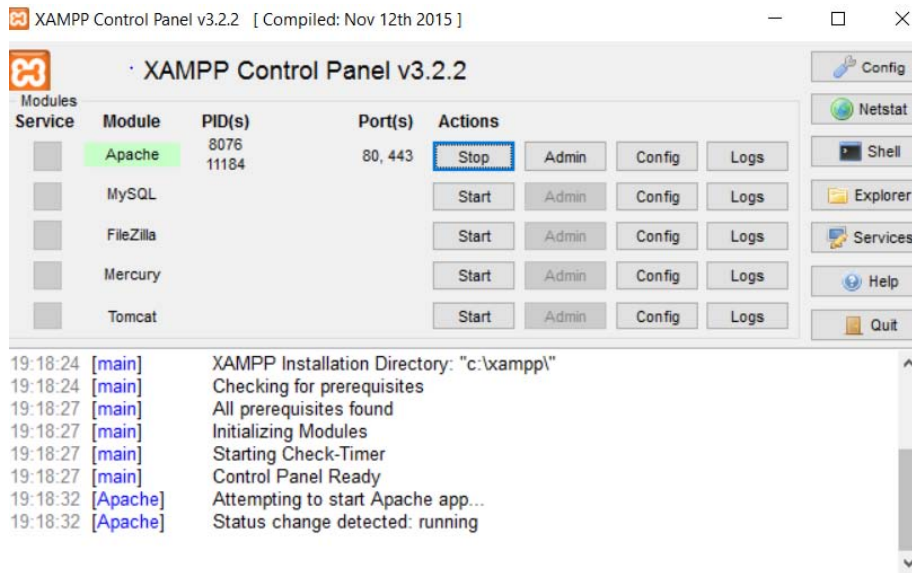 XAMPP Control Panel v3.2.2 [ Compiled: Nov 12th 2015 ]
XAMPP Control Panel v3.2.2
Config
Modules
Service Module PID(s) Port(s) Actions
Netstat
Apache 8076 11184 80, 443 Stop Admin Config Logs
Shell
MySQL Start Admin Config Logs
Explorer
FileZilla Start Admin Config Logs
Services
Mercury Start Admin Config Logs
Help
Tomcat Start Admin Config Logs
Quit
19:18:24 [main] XAMPP Installation Directory: "c:\xampp\"
19:18:24 [main] Checking for prerequisites
19:18:27 [main] All prerequisites found
19:18:27 [main] Initializing Modules
19:18:27 [main] Starting Check-Timer
19:18:27 [main] Control Panel Ready
19:18:32 [Apache] Attempting to start Apache app...
19:18:32 [Apache] Status change detected: running